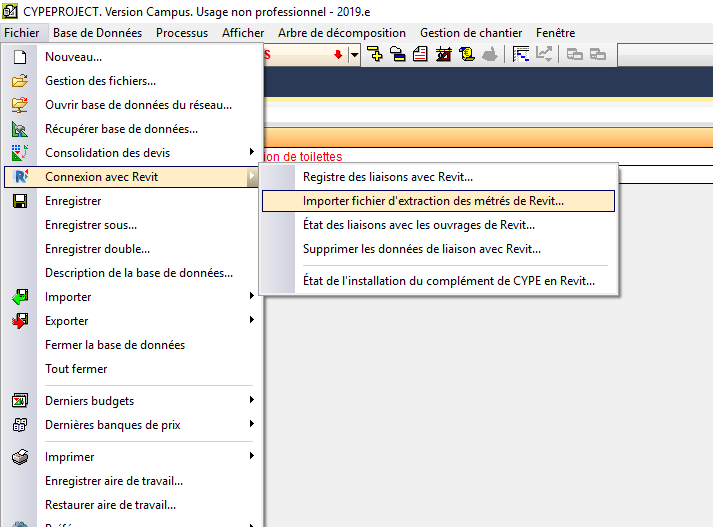 CYPEPROJECT. Version Campus. Usage non professionnel - 2019.e
Fichier Base de Données Processus Afficher Arbre de décomposition Gestion de chantier Fenêtre
S
Nouveau...
Gestion des fichiers...
Ouvrir base de données du réseau...
Récupérer base de données...
Consolidation des devis
ion de toilettes
Connexion avec Revit
Registre des liaisons avec Revit...
Enregistrer
Importer fichier d'extraction des métrés de Revit...
Enregistrer sous...
État des liaisons avec les ouvrages de Revit...
Enregistrer double...
Supprimer les données de liaison avec Revit...
Description de la base de données...
État de l'installation du complément de CYPE en Revit...
Importer
Exporter
Fermer la base de données
Tout fermer
Derniers budgets
Dernières banques de prix
Imprimer
Enregistrer aire de travail...
Restaurer aire de travail...